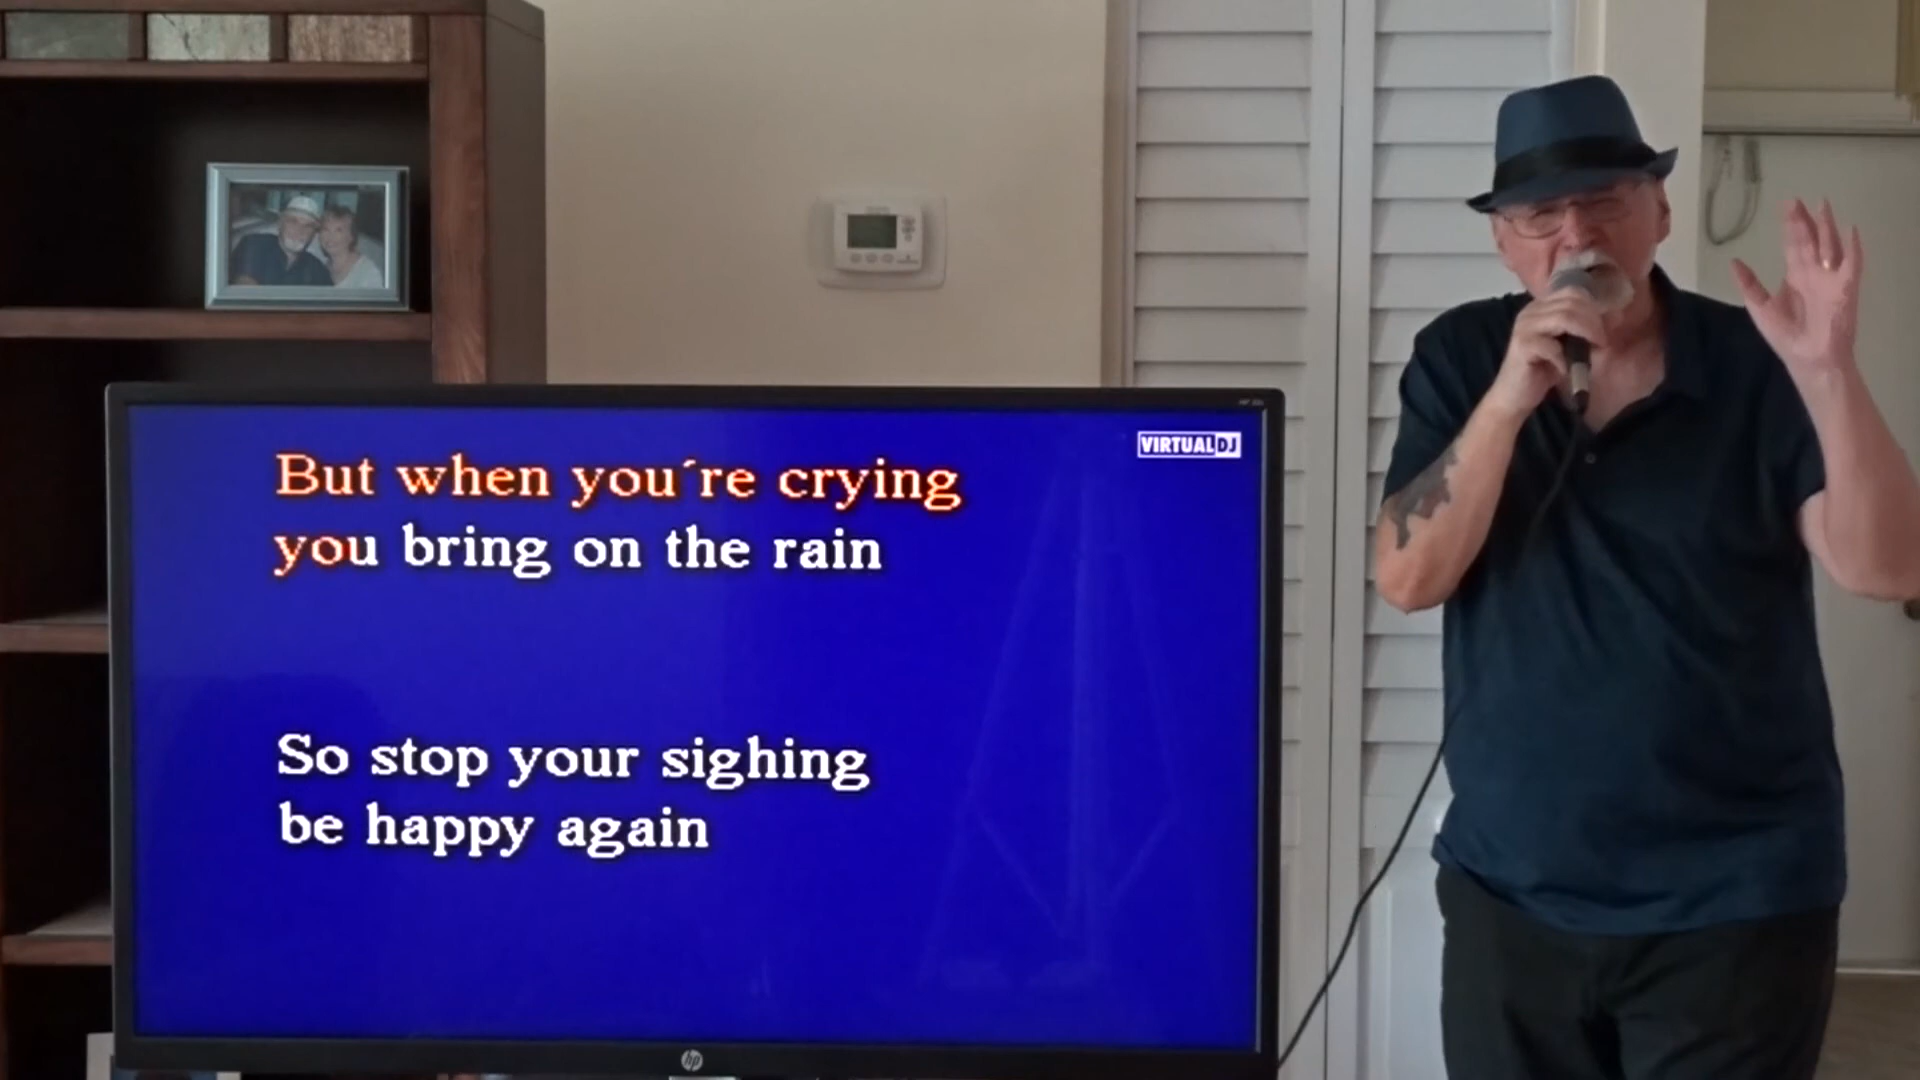 VIRTUALDJ
But when you´re crying
you bring on the rain
So stop your sighing
be happy again
hp